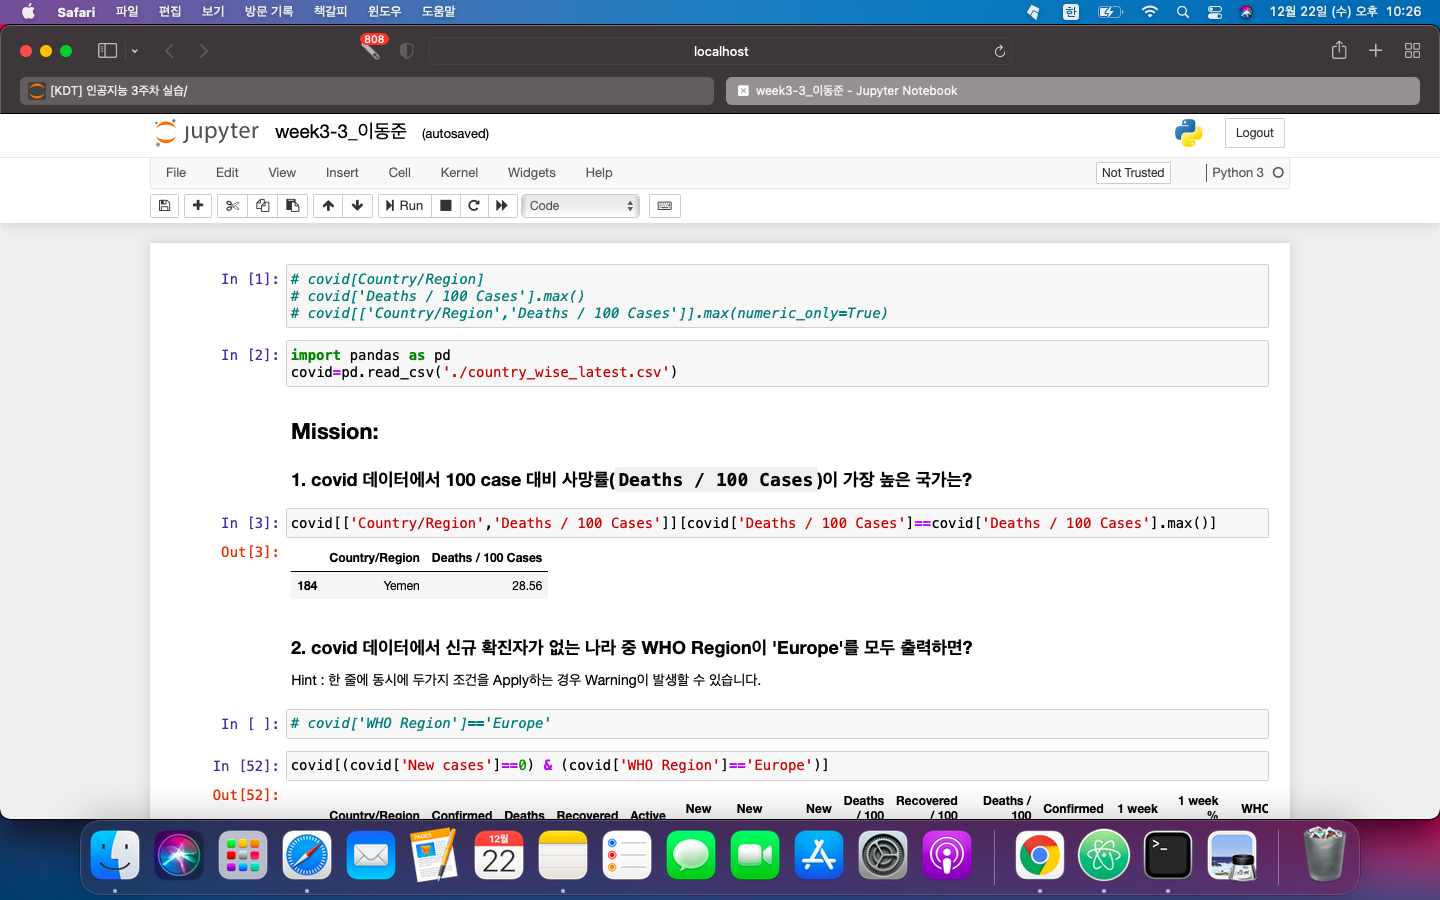 Safari 파일 편집 보기 방문 기록 책갈피 윈도우 도움말 한 12월 22일 (수) 오후 10:26
808
localhost
[KDT] 인공지능 3주차 실습/
week3-3_이동준 - Jupyter Notebook
jupyter week3-3_이동준 (autosaved)
Logout
File Edit View Insert Cell Kernel Widgets Help
Not Trusted
Python 3
Run
Code
In [1]: # covid[Country/Region]
# covid['Deaths / 100 Cases'].max()
# covid[['Country/Region','Deaths / 100 Cases']].max(numeric_only=True)
In [2]: import pandas as pd
covid=pd.read_csv('./country_wise_latest.csv')
Mission:
1. covid 데이터에서 100 case 대비 사망률(Deaths / 100 Cases)이 가장 높은 국가는?
In [3]: covid[['Country/Region','Deaths / 100 Cases']][covid['Deaths / 100 Cases']==covid['Deaths / 100 Cases'].max()]
Out[3]:
Country/Region Deaths / 100 Cases
184 Yemen 28.56
2. covid 데이터에서 신규 확진자가 없는 나라 중 WHO Region이 'Europe'를 모두 출력하면?
Hint : 한 줄에 동시에 두가지 조건을 Apply하는 경우 Warning이 발생할 수 있습니다.
In [ ]: # covid['WHO Region']=='Europe'
In [52]: covid[(covid['New cases']==0) & (covid['WHO Region']=='Europe')]
Out[52]:
Country/Region Confirmed Deaths Recovered Active New New New Deaths / 100 Recovered / 100 Deaths / 100 Confirmed 1 week 1 week % WHO
PAGES
12월
22
>_